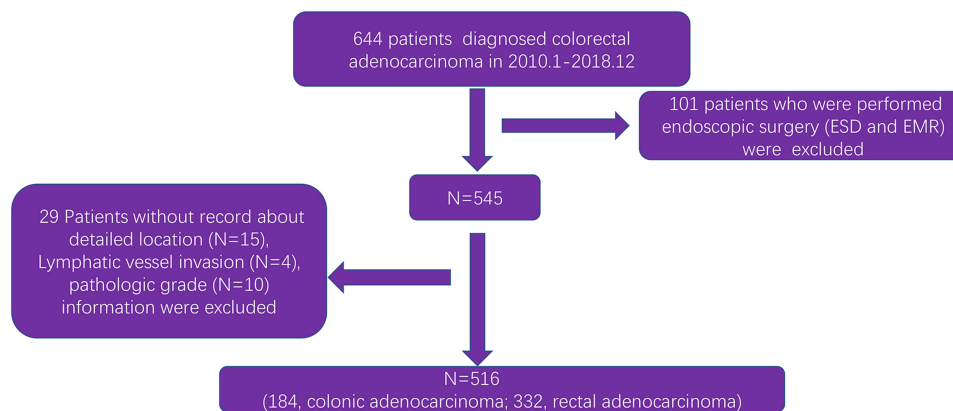 644 patients diagnosed colorectal
adenocarcinoma in 2010.1-2018.12
101 patients who were performed
endoscopic surgery (ESD and EMR)
were excluded
N=545
29 Patients without record about
detailed location (N=15),
Lymphatic vessel invasion (N=4),
pathologic grade (N=10)
information were excluded
N=516
(184, colonic adenocarcinoma; 332, rectal adenocarcinoma)